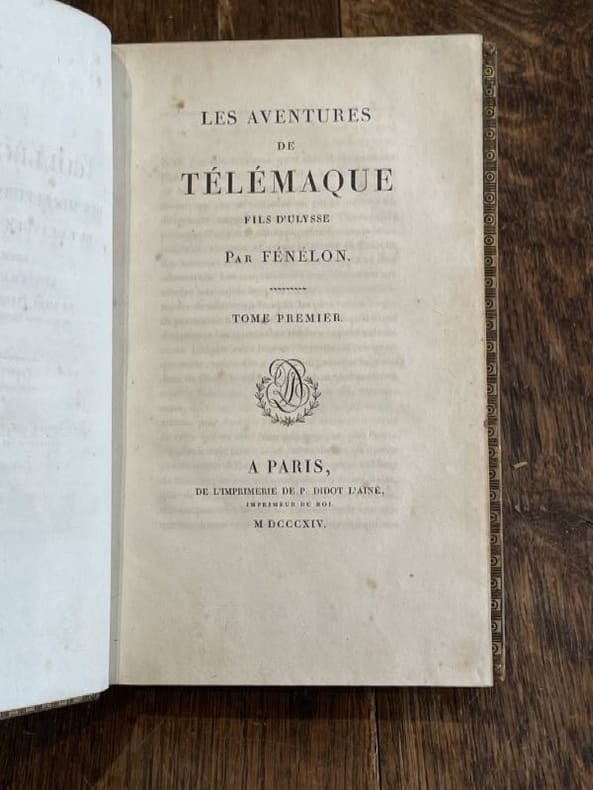 LES AVENTURES
DE
TÉLÉMAQUE
FILS D'ULYSSE
PAR FÉNÉLON.
TOME PREMIER.
A PARIS,
DE L'IMPRIMERIE DE P. DIDOT L'AINÉ,
IMPRIMEUR DU ROI.
M DCCCXIV.